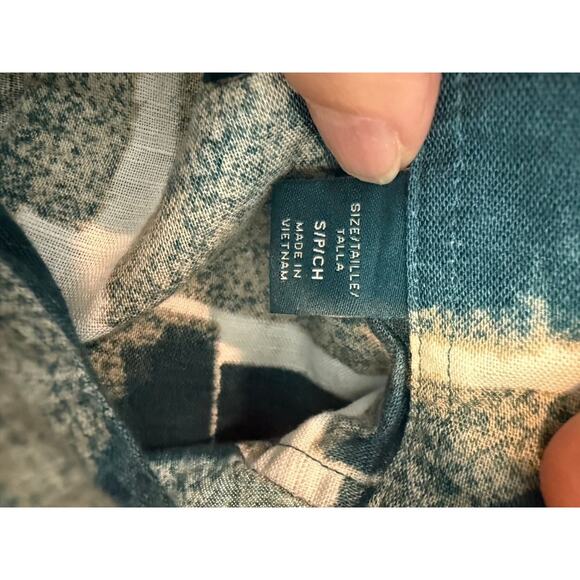 SIZE/TAILLE/
TALLA
S/P/CH
MADE IN
VIETNAM